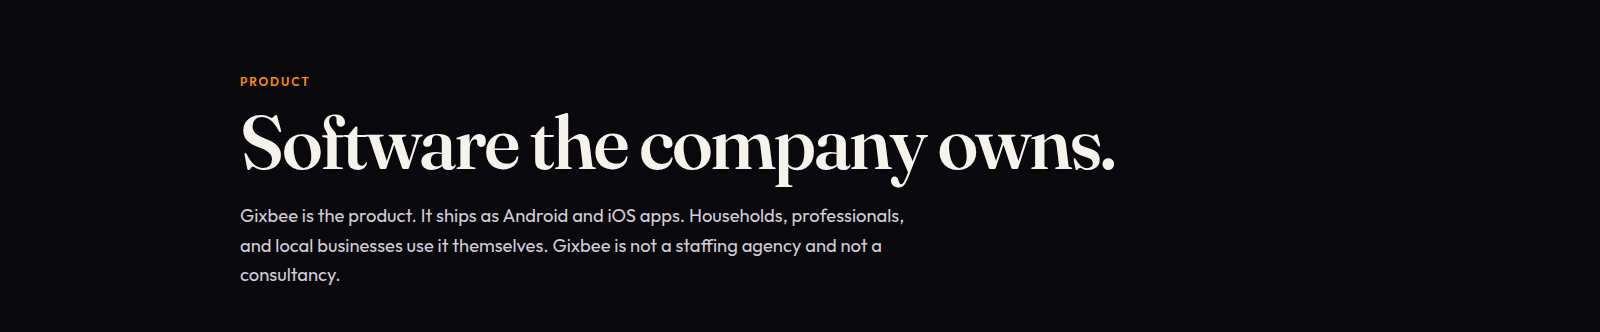 PRODUCT
Software the company owns.
Gixbee is the product. It ships as Android and iOS apps. Households, professionals,
and local businesses use it themselves. Gixbee is not a staffing agency and not a
consultancy.